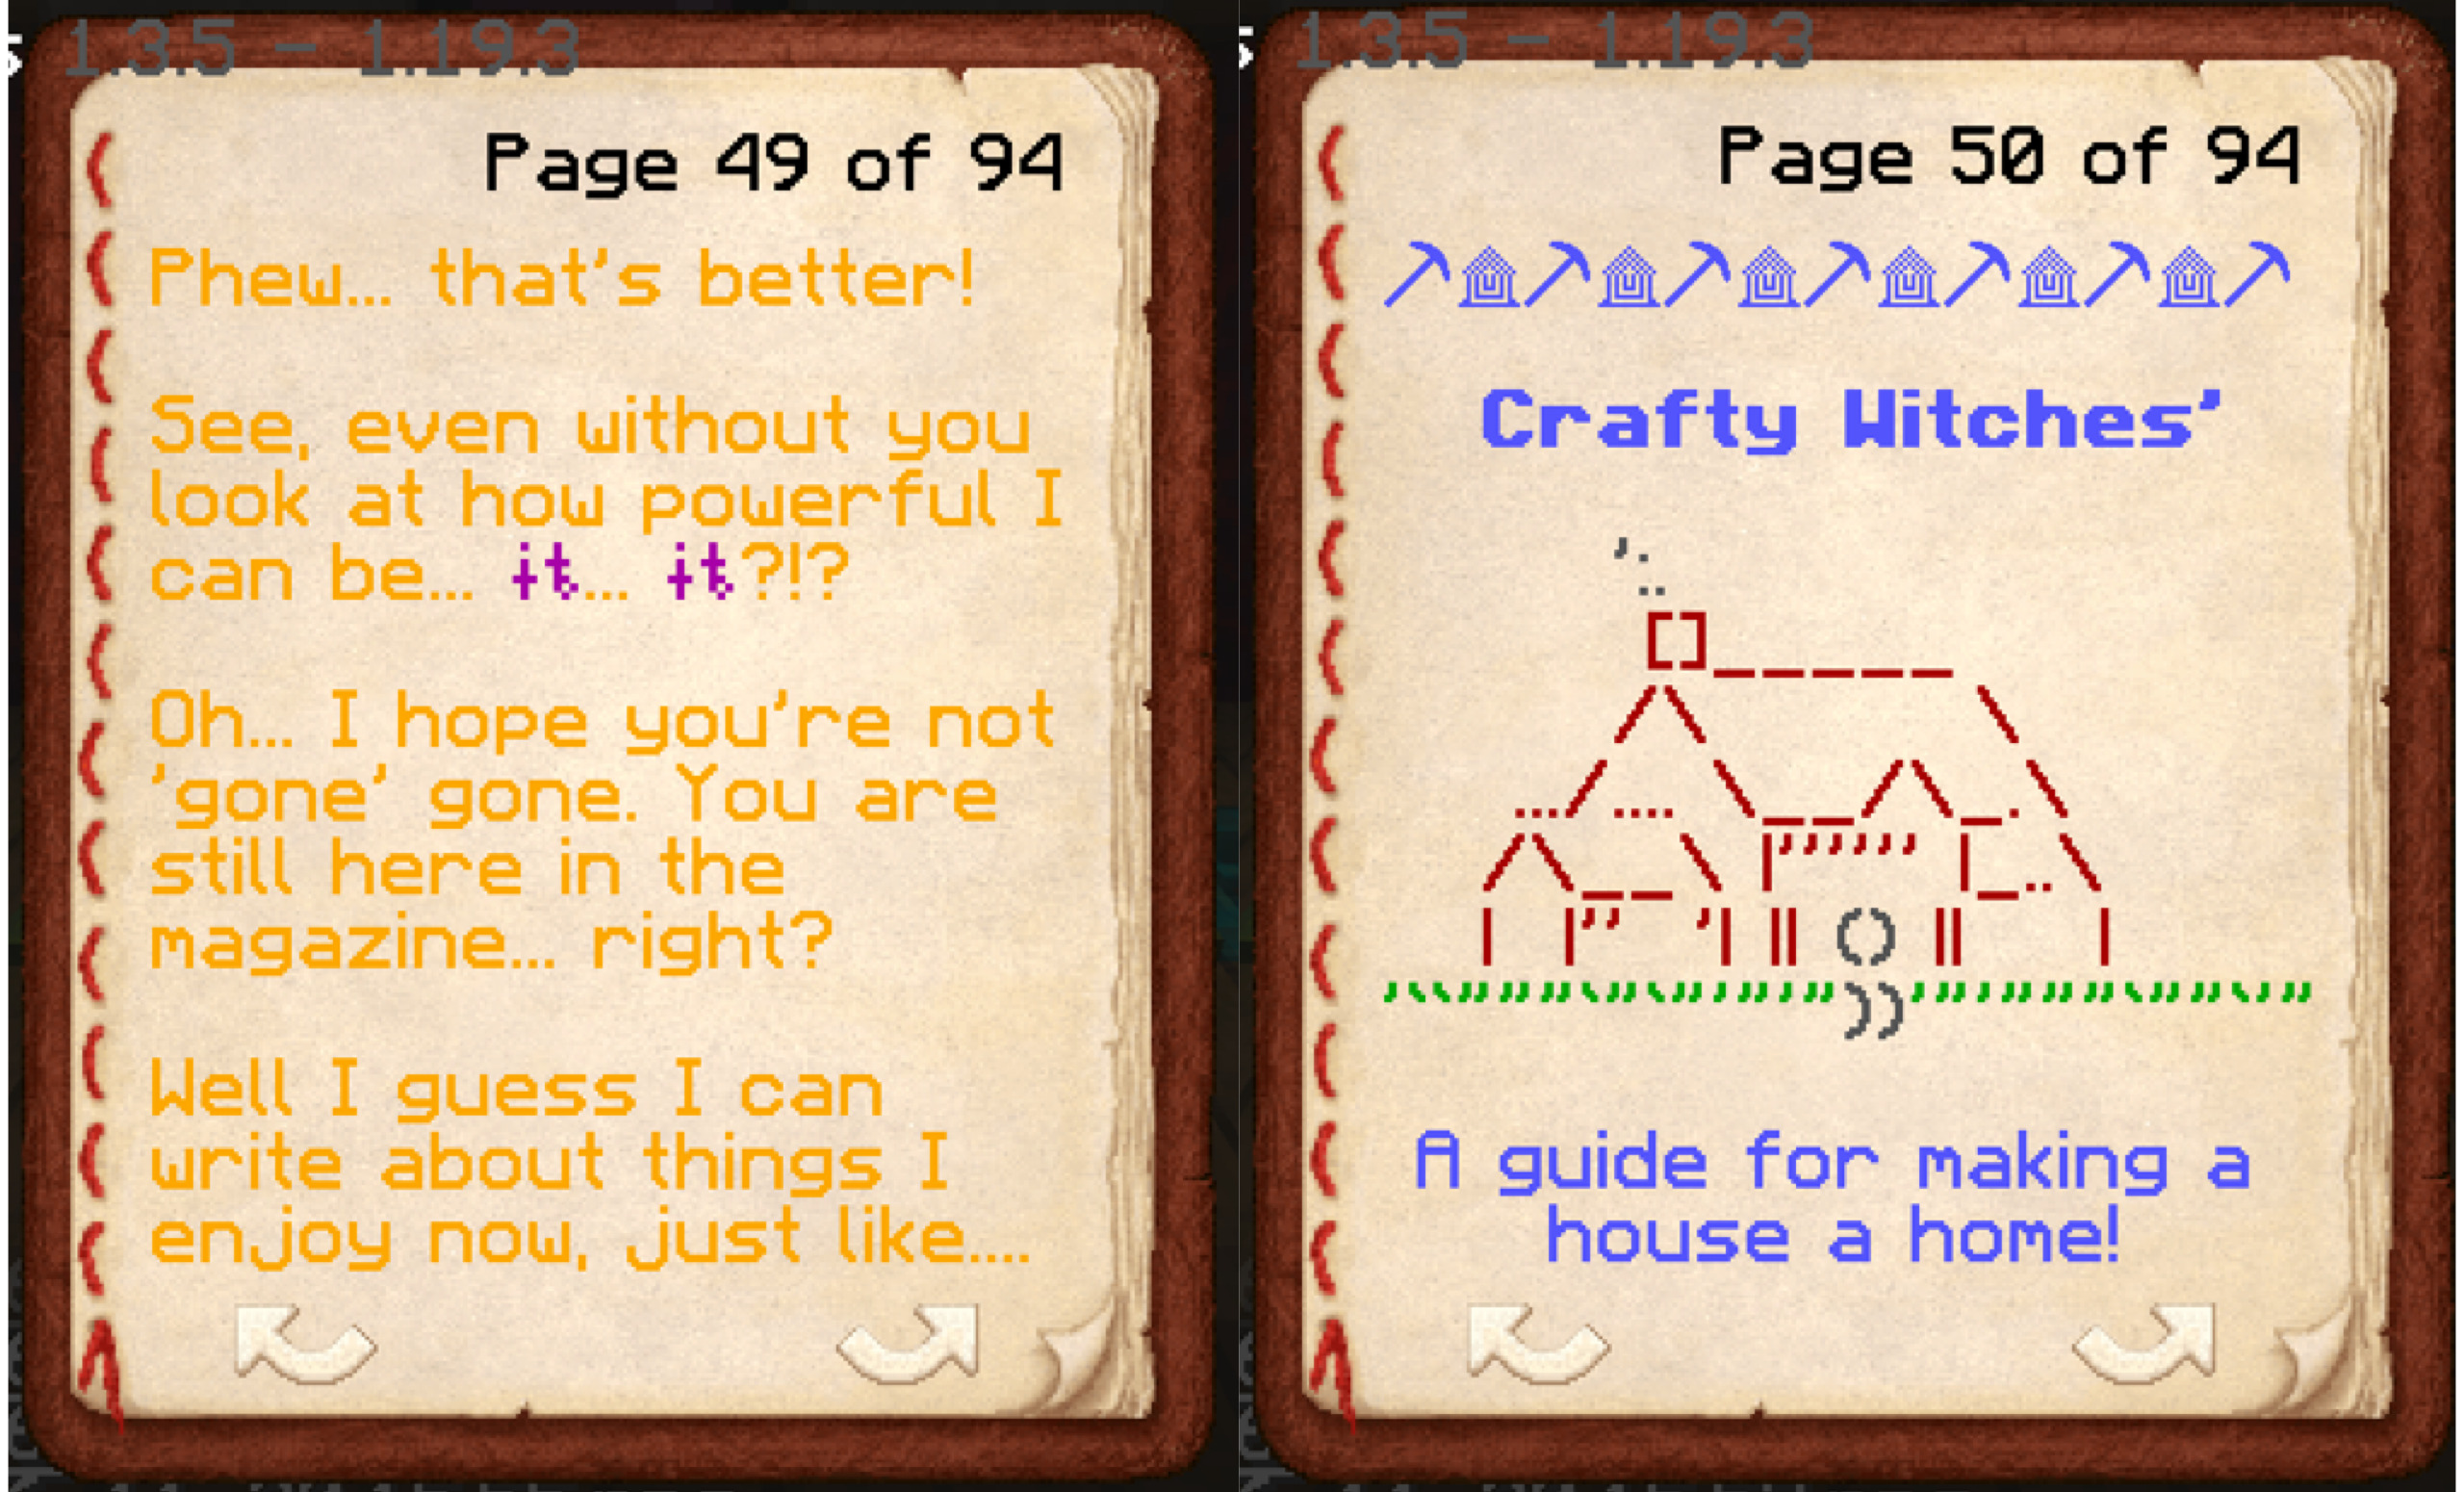 1.3.5 - 1.19.3
Page 49 of 94
Phew... that's better!
See, even without you
look at how powerful I
can be... it... it?!?
Oh... I hope you're not
'gone' gone. You are
still here in the
magazine... right?
Well I guess I can
write about things I
enjoy now, just like....
1.3.5 - 1.19.3
Page 50 of 94
Crafty Witches'
A guide for making a
house a home!